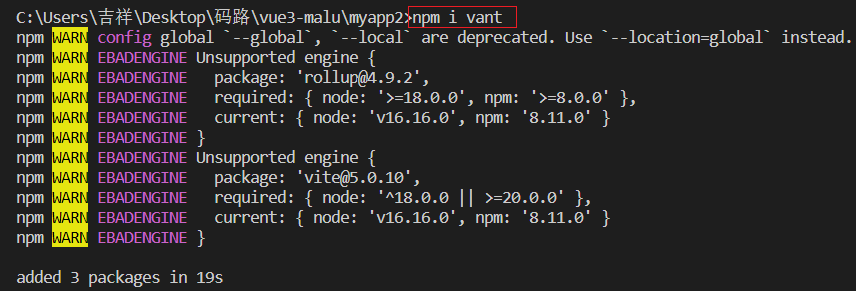 C:\Users\吉祥\Desktop\码路\vue3-malu\myapp2>npm i vant
npm WARN config global `--global`, `--local` are deprecated. Use `--location=global` instead.
npm WARN EBADENGINE Unsupported engine {
npm WARN EBADENGINE   package: 'rollup@4.9.2',
npm WARN EBADENGINE   required: { node: '>=18.0.0', npm: '>=8.0.0' },
npm WARN EBADENGINE   current: { node: 'v16.16.0', npm: '8.11.0' }
npm WARN EBADENGINE }
npm WARN EBADENGINE Unsupported engine {
npm WARN EBADENGINE   package: 'vite@5.0.10',
npm WARN EBADENGINE   required: { node: '^18.0.0 || >=20.0.0' },
npm WARN EBADENGINE   current: { node: 'v16.16.0', npm: '8.11.0' }
npm WARN EBADENGINE }
added 3 packages in 19s